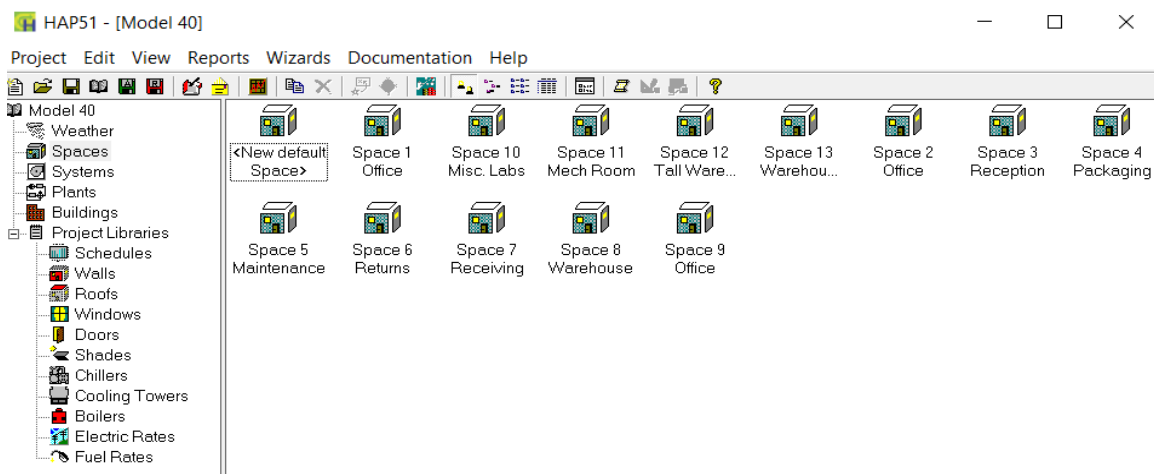 HAP51 - [Model 40]
Project Edit View Reports Wizards Documentation Help
Model 40
Weather
Spaces
Systems
Plants
Buildings
Project Libraries
Schedules
Walls
Roofs
Windows
Doors
Shades
Chillers
Cooling Towers
Boilers
Electric Rates
Fuel Rates
<New default
Space>
Space 1
Office
Space 10
Misc. Labs
Space 11
Mech Room
Space 12
Tall Ware...
Space 13
Warehou...
Space 2
Office
Space 3
Reception
Space 4
Packaging
Space 5
Maintenance
Space 6
Returns
Space 7
Receiving
Space 8
Warehouse
Space 9
Office